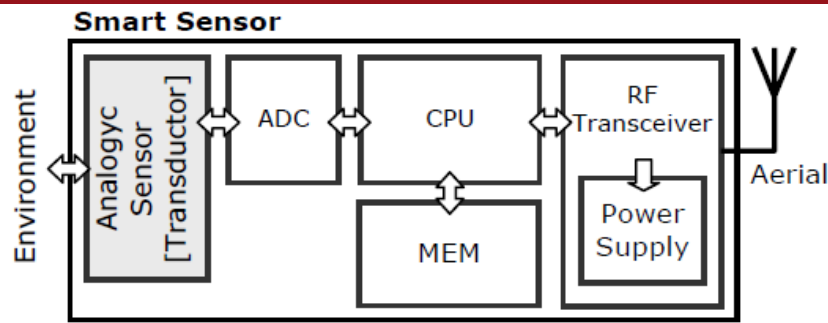 Smart Sensor
Environment
Analogyc
Sensor
[Transductor]
ADC
CPU
MEM
RF
Transceiver
Power
Supply
Aerial